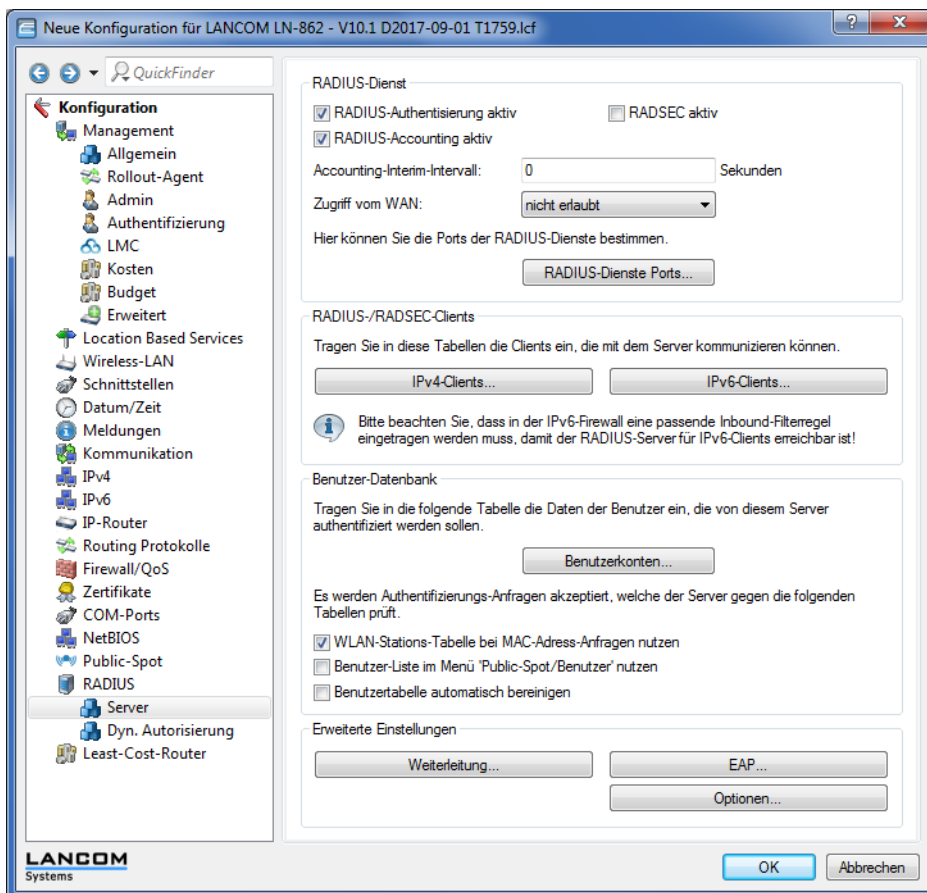 Neue Konfiguration für LANCOM LN-862 - V10.1 D2017-09-01 T1759.lcf
QuickFinder
Konfiguration
Management
Allgemein
Rollout-Agent
Admin
Authentifizierung
LMC
Kosten
Budget
Erweitert
Location Based Services
Wireless-LAN
Schnittstellen
Datum/Zeit
Meldungen
Kommunikation
IPv4
IPv6
IP-Router
Routing Protokolle
Firewall/QoS
Zertifikate
COM-Ports
NetBIOS
Public-Spot
RADIUS
Server
Dyn. Autorisierung
Least-Cost-Router
RADIUS-Dienst
RADIUS-Authentisierung aktiv
RADSEC aktiv
RADIUS-Accounting aktiv
Accounting-Interim-Intervall: 0 Sekunden
Zugriff vom WAN: nicht erlaubt
Hier können Sie die Ports der RADIUS-Dienste bestimmen.
RADIUS-Dienste Ports...
RADIUS-/RADSEC-Clients
Tragen Sie in diese Tabellen die Clients ein, die mit dem Server kommunizieren können.
IPv4-Clients...
IPv6-Clients...
Bitte beachten Sie, dass in der IPv6-Firewall eine passende Inbound-Filterregel
eingetragen werden muss, damit der RADIUS-Server für IPv6-Clients erreichbar ist!
Benutzer-Datenbank
Tragen Sie in die folgende Tabelle die Daten der Benutzer ein, die von diesem Server
authentifiziert werden sollen.
Benutzerkonten...
Es werden Authentifizierungs-Anfragen akzeptiert, welche der Server gegen die folgenden
Tabellen prüft.
WLAN-Stations-Tabelle bei MAC-Adress-Anfragen nutzen
Benutzer-Liste im Menü 'Public-Spot/Benutzer' nutzen
Benutzertabelle automatisch bereinigen
Erweiterte Einstellungen
Weiterleitung...
EAP...
Optionen...
LANCOM
Systems
OK
Abbrechen